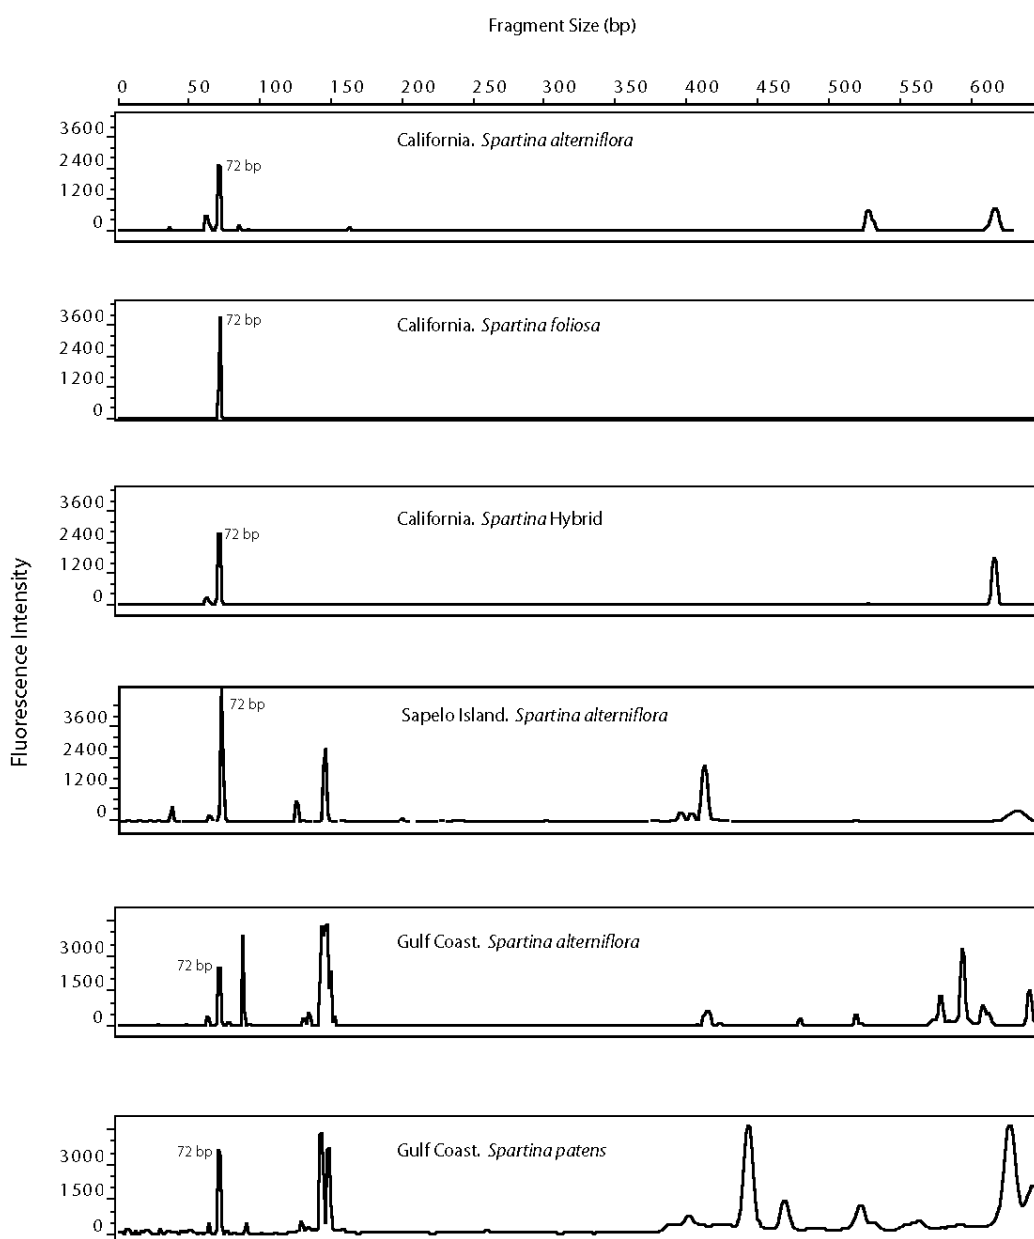 Fragment Size (bp)
0 50 100 150 200 250 300 350 400 450 500 550 600
Fluorescence Intensity
California. Spartina alterniflora
3600
2400
1200
0
72 bp
California. Spartina foliosa
3600
2400
1200
0
72 bp
California. Spartina Hybrid
3600
2400
1200
0
72 bp
Sapelo Island. Spartina alterniflora
3600
2400
1200
0
72 bp
Gulf Coast. Spartina alterniflora
3000
1500
0
72 bp
Gulf Coast. Spartina patens
3000
1500
0
72 bp